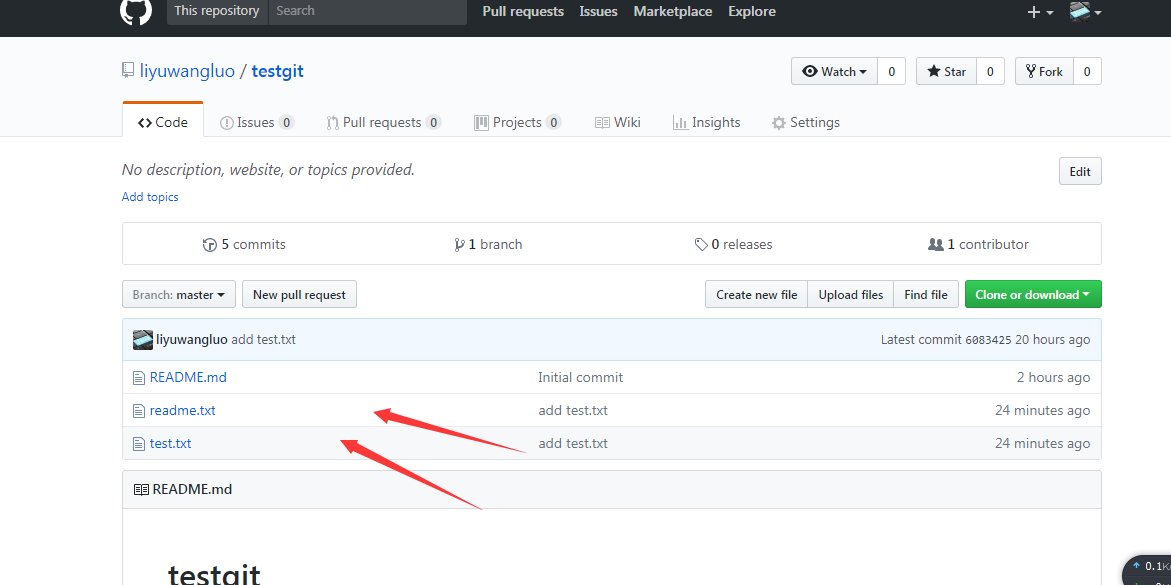 This repository Search Pull requests Issues Marketplace Explore
liyuwangluo / testgit Watch 0 Star 0 Fork 0
Code Issues 0 Pull requests 0 Projects 0 Wiki Insights Settings
No description, website, or topics provided. Edit
Add topics
5 commits 1 branch 0 releases 1 contributor
Branch: master New pull request Create new file Upload files Find file Clone or download
liyuwangluo add test.txt Latest commit 6083425 20 hours ago
README.md Initial commit 2 hours ago
readme.txt add test.txt 24 minutes ago
test.txt add test.txt 24 minutes ago
README.md
testgit